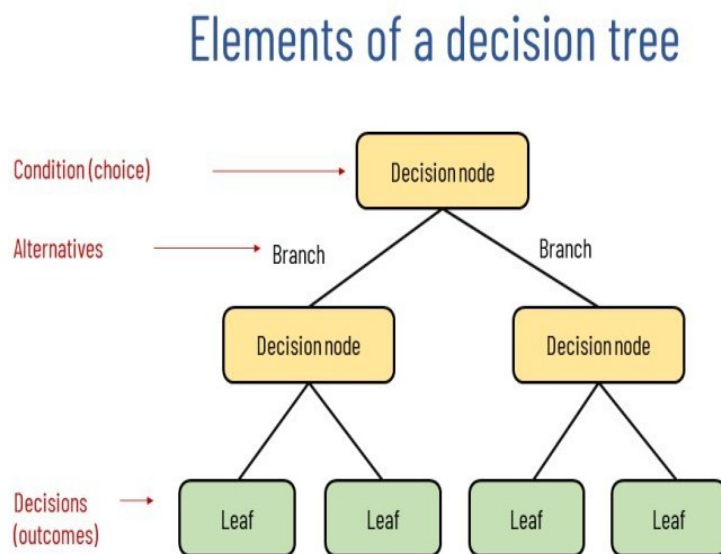 Elements of a decision tree
Condition (choice)
Decision node
Alternatives
Branch
Branch
Decision node
Decision node
Decisions
(outcomes)
Leaf
Leaf
Leaf
Leaf